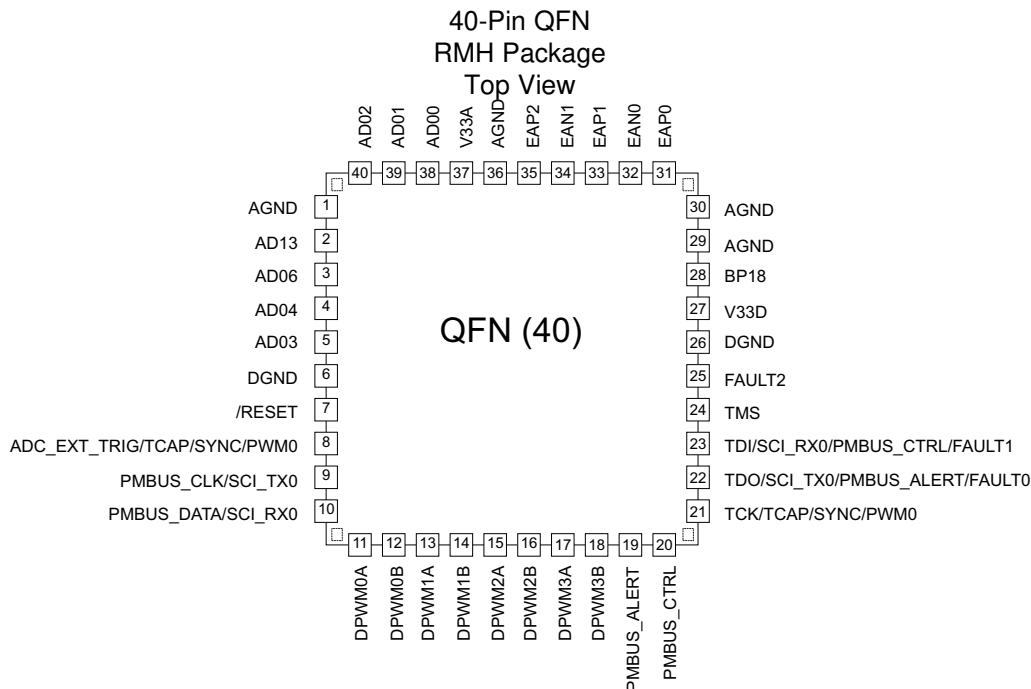 40-Pin QFN
RMH Package
Top View
AD02
AD01
AD00
V33A
AGND
EAP2
EAN1
EAP1
EAN0
EAP0
40
39
38
37
36
35
34
33
32
31
AGND 1
AD13 2
AD06 3
AD04 4
AD03 5
DGND 6
/RESET 7
ADC_EXT_TRIG/TCAP/SYNC/PWM0 8
PMBUS_CLK/SCI_TX0 9
PMBUS_DATA/SCI_RX0 10
QFN (40)
30 AGND
29 AGND
28 BP18
27 V33D
26 DGND
25 FAULT2
24 TMS
23 TDI/SCI_RX0/PMBUS_CTRL/FAULT1
22 TDO/SCI_TX0/PMBUS_ALERT/FAULT0
21 TCK/TCAP/SYNC/PWM0
11
12
13
14
15
16
17
18
19
20
DPWM0A
DPWM0B
DPWM1A
DPWM1B
DPWM2A
DPWM2B
DPWM3A
DPWM3B
PMBUS_ALERT
PMBUS_CTRL